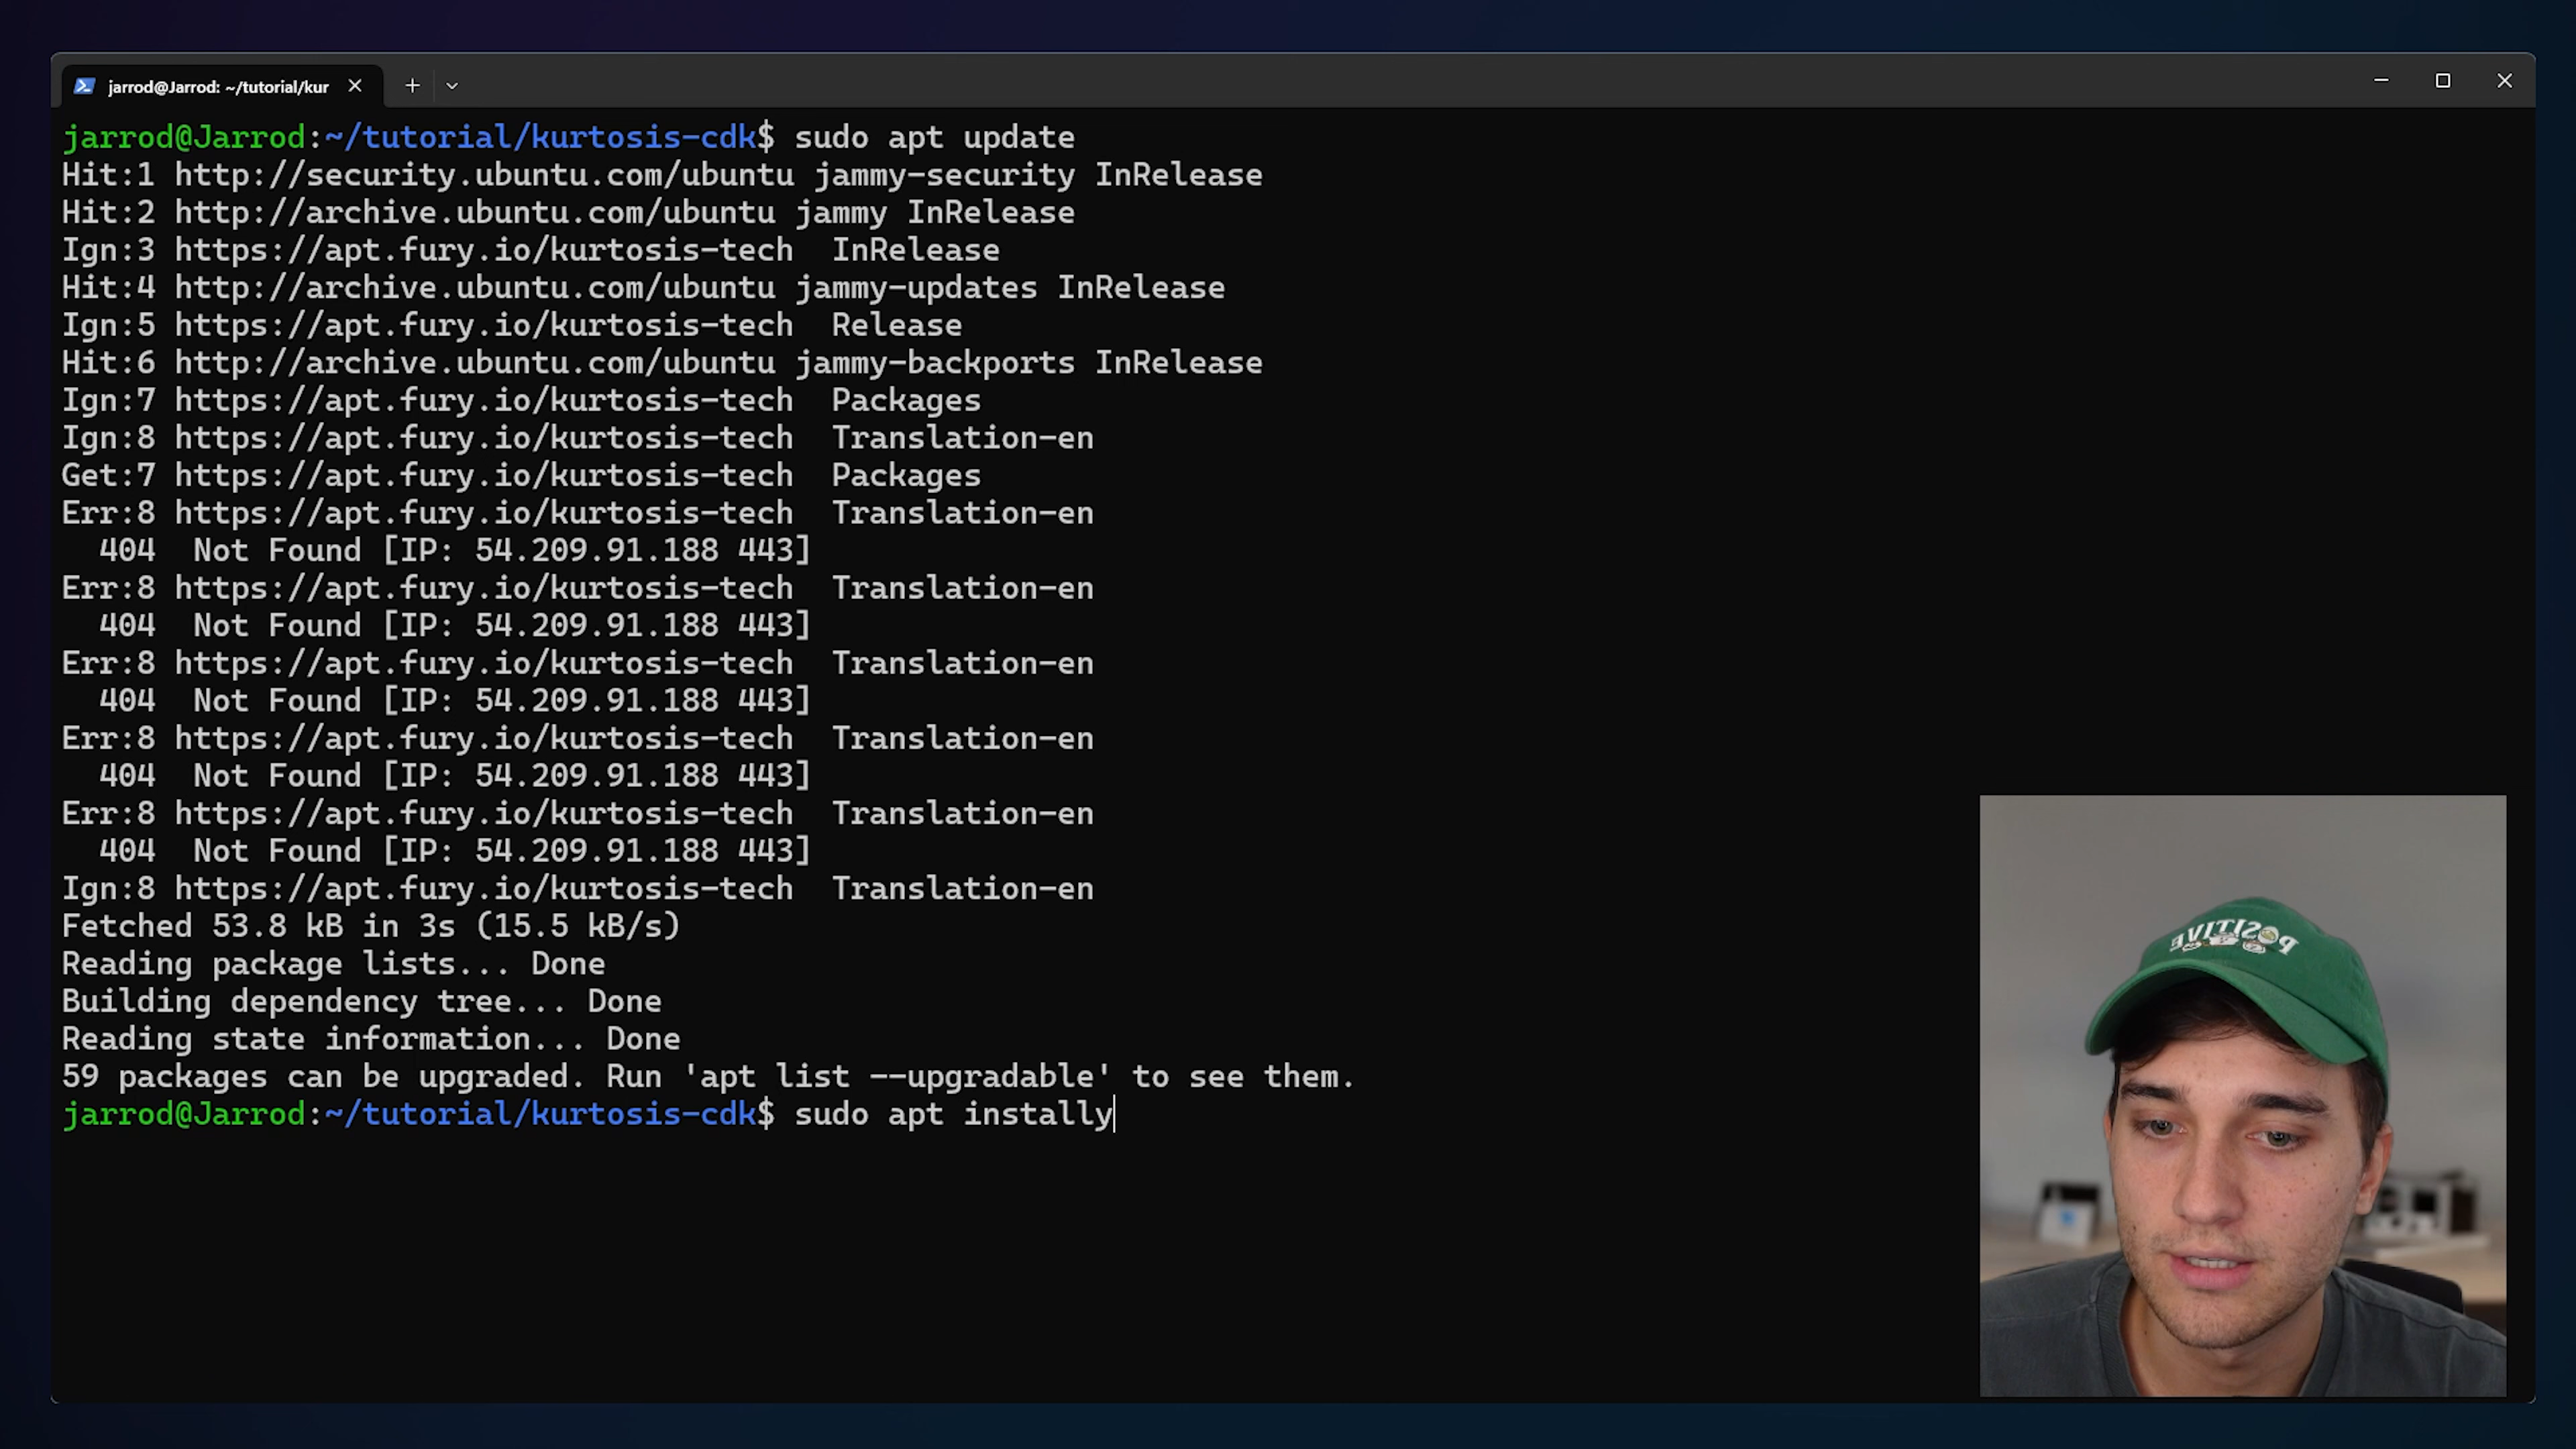 jarrod@Jarrod: ~/tutorial/kur
jarrod@Jarrod:~/tutorial/kurtosis-cdk$ sudo apt update
Hit:1 http://security.ubuntu.com/ubuntu jammy-security InRelease
Hit:2 http://archive.ubuntu.com/ubuntu jammy InRelease
Ign:3 https://apt.fury.io/kurtosis-tech  InRelease
Hit:4 http://archive.ubuntu.com/ubuntu jammy-updates InRelease
Ign:5 https://apt.fury.io/kurtosis-tech  Release
Hit:6 http://archive.ubuntu.com/ubuntu jammy-backports InRelease
Ign:7 https://apt.fury.io/kurtosis-tech  Packages
Ign:8 https://apt.fury.io/kurtosis-tech  Translation-en
Get:7 https://apt.fury.io/kurtosis-tech  Packages
Err:8 https://apt.fury.io/kurtosis-tech  Translation-en
  404  Not Found [IP: 54.209.91.188 443]
Err:8 https://apt.fury.io/kurtosis-tech  Translation-en
  404  Not Found [IP: 54.209.91.188 443]
Err:8 https://apt.fury.io/kurtosis-tech  Translation-en
  404  Not Found [IP: 54.209.91.188 443]
Err:8 https://apt.fury.io/kurtosis-tech  Translation-en
  404  Not Found [IP: 54.209.91.188 443]
Err:8 https://apt.fury.io/kurtosis-tech  Translation-en
  404  Not Found [IP: 54.209.91.188 443]
Ign:8 https://apt.fury.io/kurtosis-tech  Translation-en
Fetched 53.8 kB in 3s (15.5 kB/s)
Reading package lists... Done
Building dependency tree... Done
Reading state information... Done
59 packages can be upgraded. Run 'apt list --upgradable' to see them.
jarrod@Jarrod:~/tutorial/kurtosis-cdk$ sudo apt instally
POSITIVE